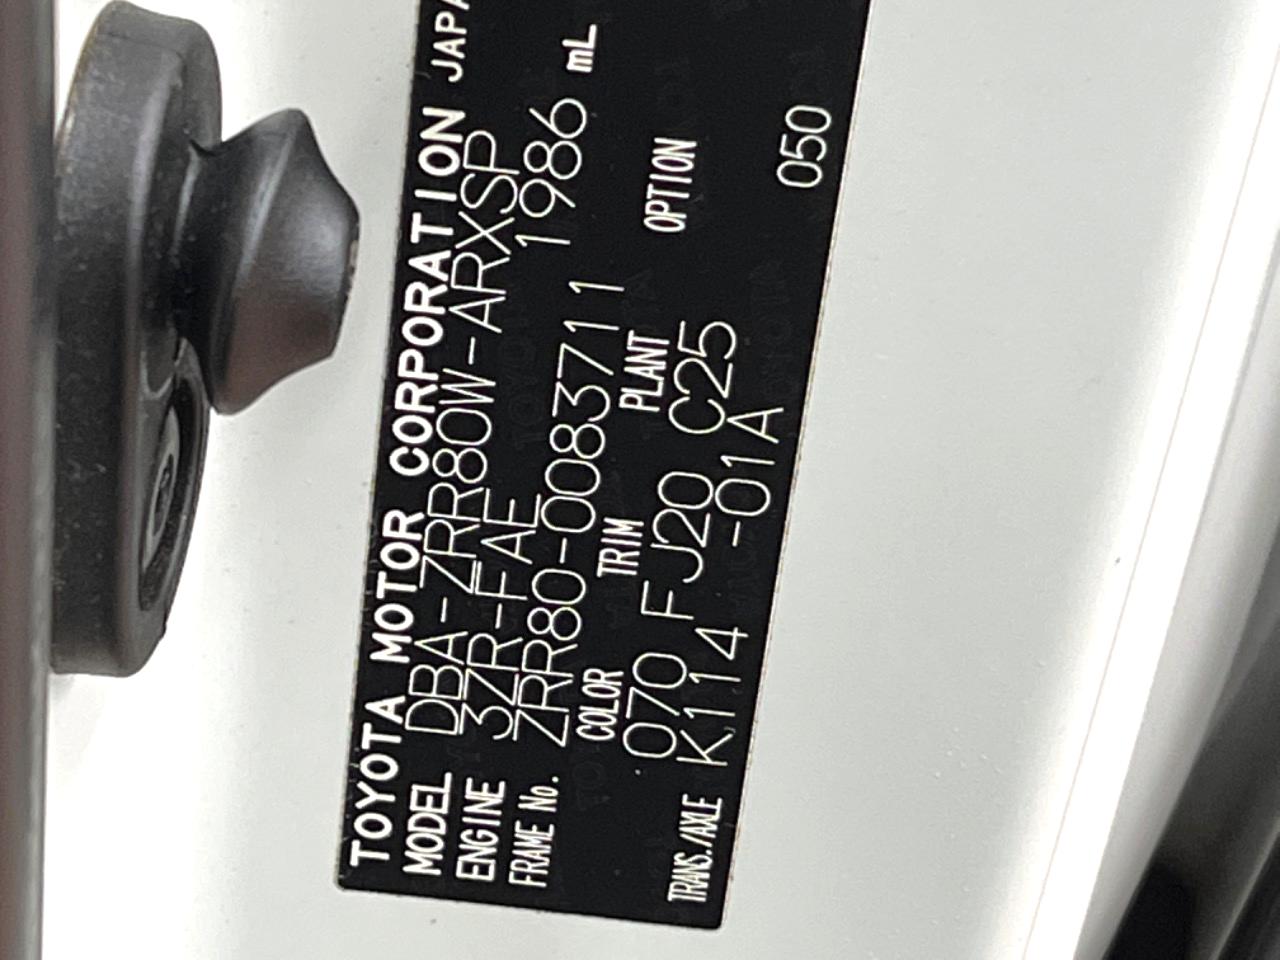 TOYOTA MOTOR CORPORATION JAPA
MODEL DBA-ZRR80W-ARXSP
ENGINE 3ZR-FAE 1986 mL
FRAME No. ZRR80-0083711
COLOR TRIM PLANT OPTION
070 FJ20 C25
TRANS./AXLE K114 -01A 050